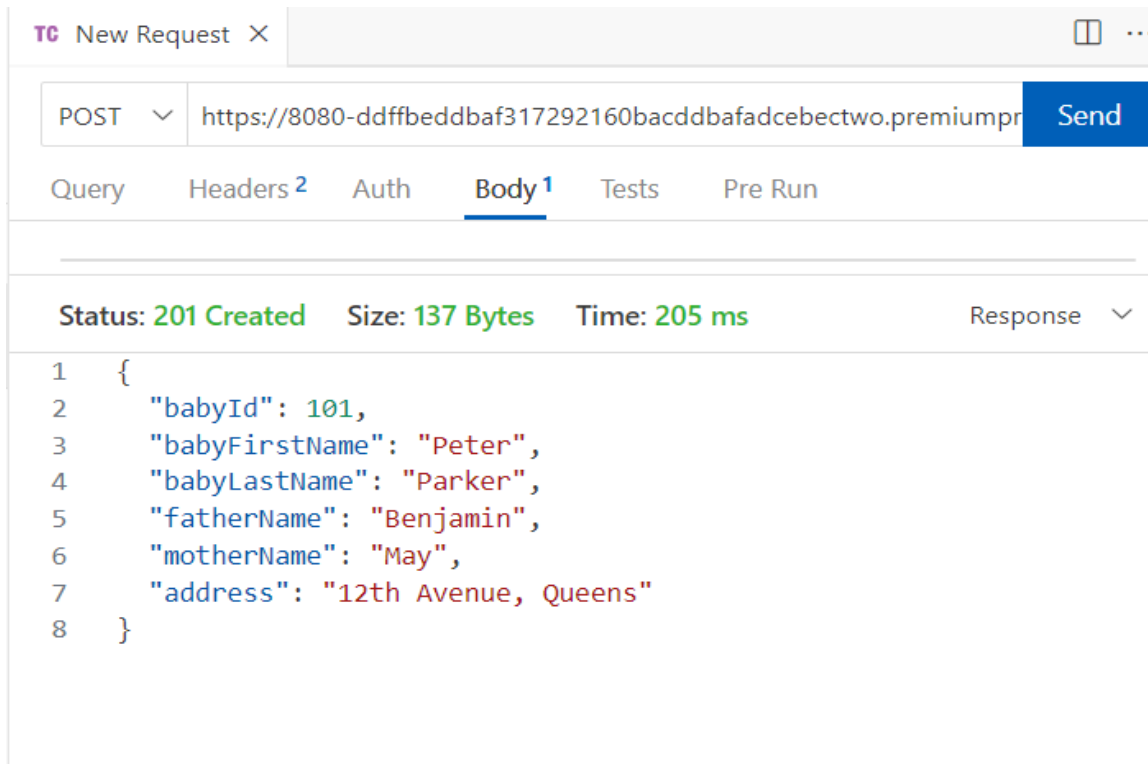 TC New Request
POST https://8080-ddffbeddbaf317292160bacddbafadcebectwo.premiumpr Send
Query Headers 2 Auth Body 1 Tests Pre Run
Status: 201 Created Size: 137 Bytes Time: 205 ms Response
1 {
2 "babyId": 101,
3 "babyFirstName": "Peter",
4 "babyLastName": "Parker",
5 "fatherName": "Benjamin",
6 "motherName": "May",
7 "address": "12th Avenue, Queens"
8 }